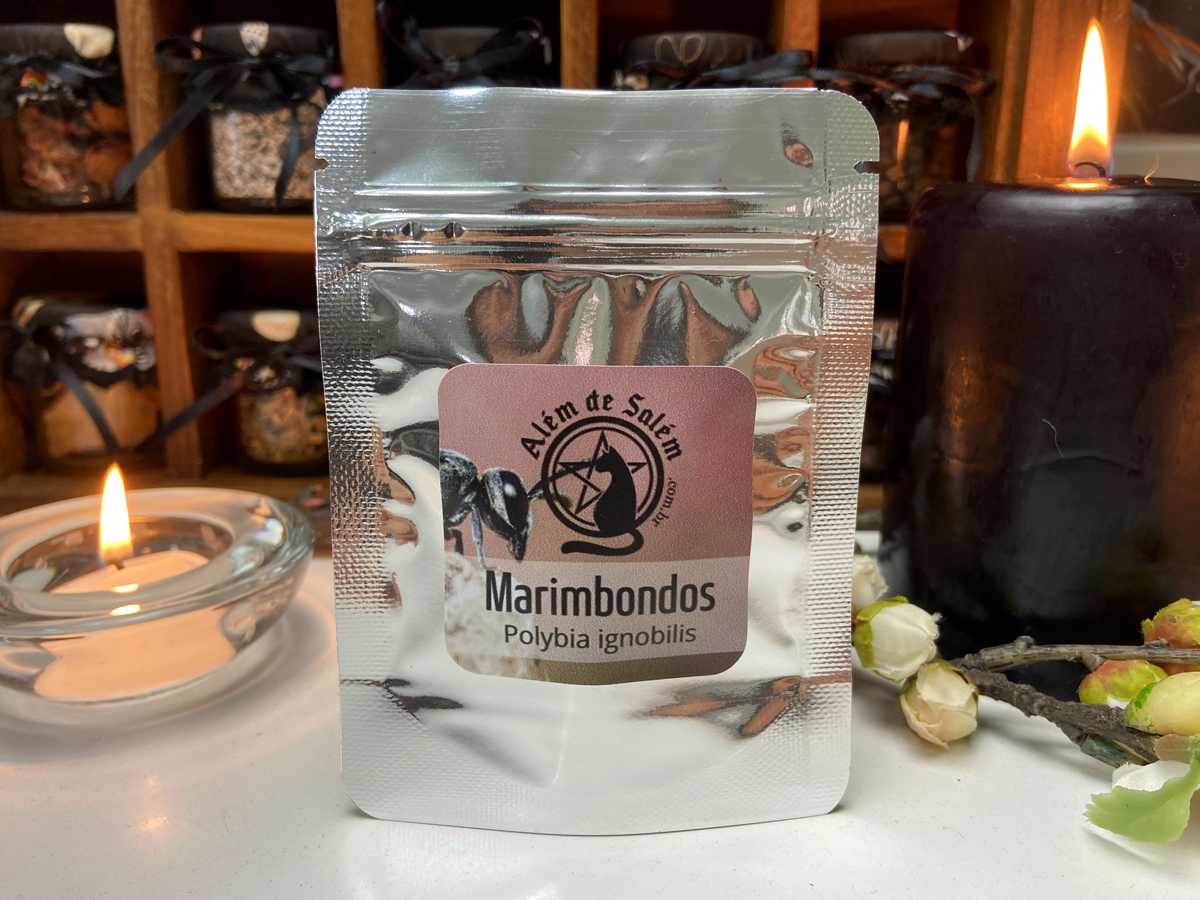 Além de Salém
.com.br
Marimbondos
Polybia ignobilis